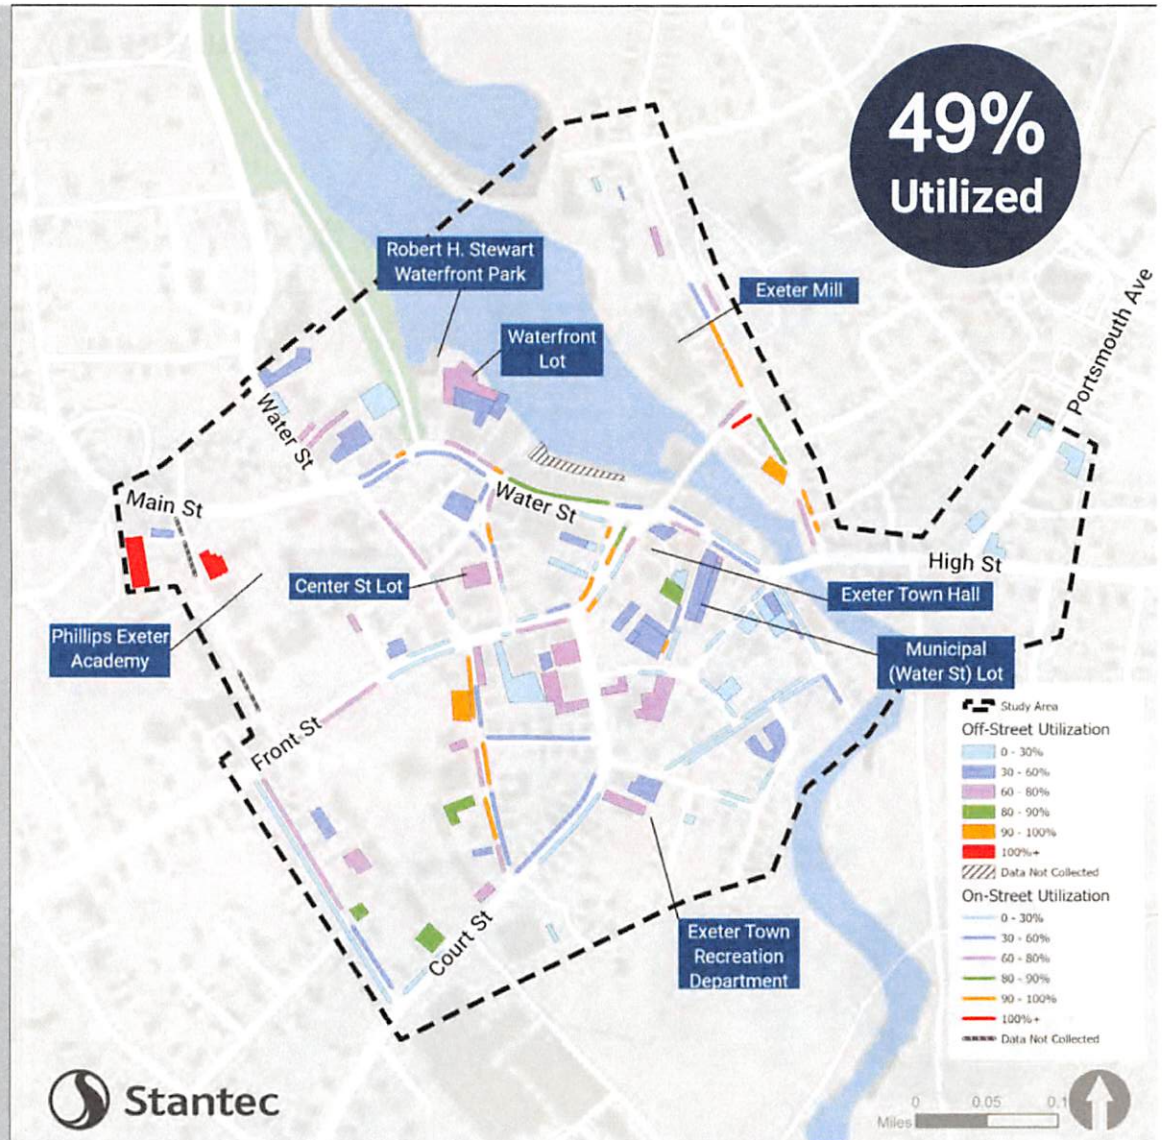 49%
Utilized
Robert H. Stewart
Waterfront Park
Exeter Mill
Waterfront
Lot
Portsmouth Ave
Water St
Main St
Water St
High St
Center St Lot
Exeter Town Hall
Phillips Exeter
Academy
Municipal
(Water St) Lot
Front St
Court St
Exeter Town
Recreation
Department
Study Area
Off-Street Utilization
0 - 30%
30 - 60%
60 - 80%
80 - 90%
90 - 100%
100%+
Data Not Collected
On-Street Utilization
0 - 30%
30 - 60%
60 - 80%
80 - 90%
90 - 100%
100%+
Data Not Collected
Stantec
0 0.05 0.1
Miles